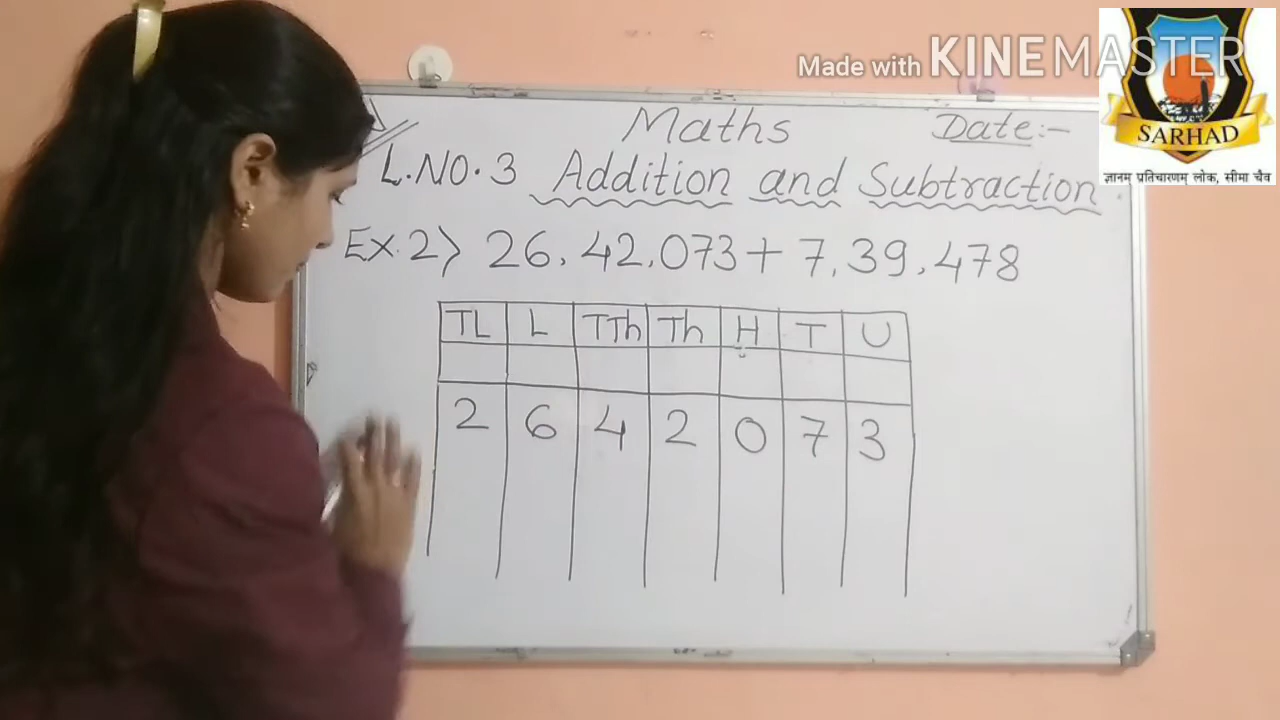 Made with KINEMASTER
SARHAD
ज्ञानम् प्रतिचारणम् लोक, सीमा चैव
Maths Date:-
L.NO.3 Addition and Subtraction.
Ex.2> 26,42,073+7,39,478
TL L TTh Th H T U
2 6 4 2 0 7 3